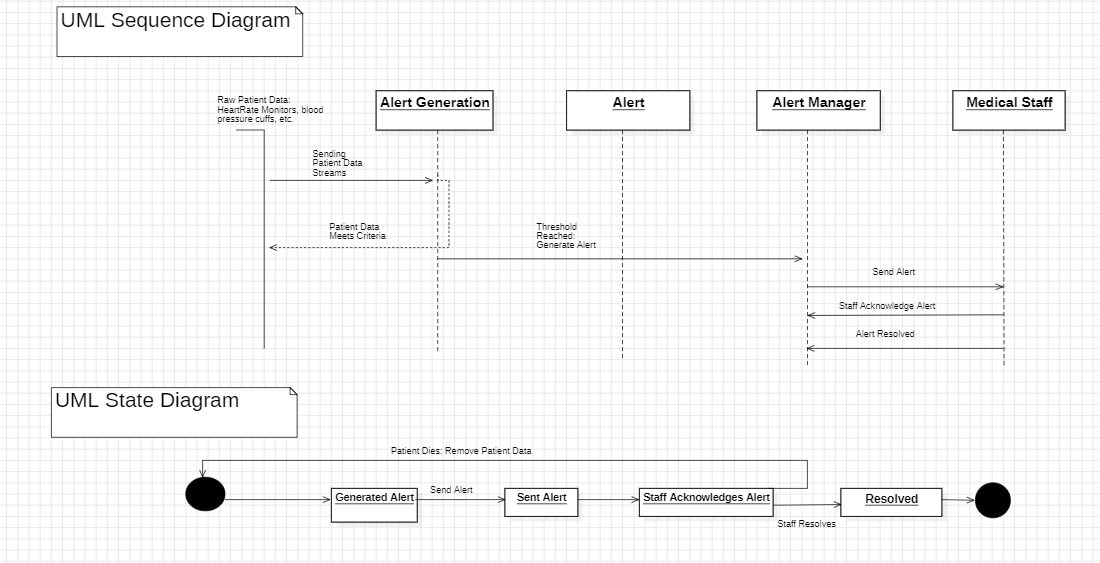 UML Sequence Diagram
Raw Patient Data:
HeartRate Monitors, blood
pressure cuffs, etc.
Alert Generation
Alert
Alert Manager
Medical Staff
Sending
Patient Data
Streams
Patient Data
Meets Criteria
Threshold
Reached:
Generate Alert
Send Alert
Staff Acknowledge Alert
Alert Resolved
UML State Diagram
Patient Dies: Remove Patient Data
Generated Alert
Send Alert
Sent Alert
Staff Acknowledges Alert
Staff Resolves
Resolved